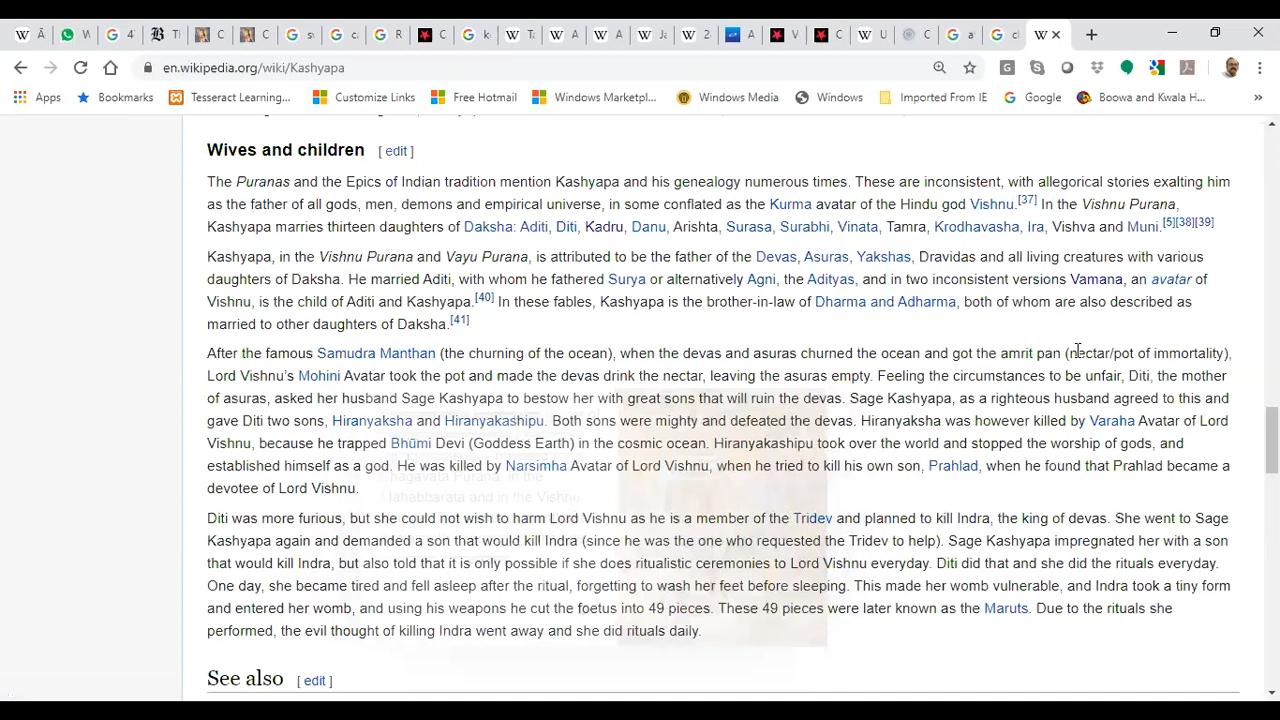 en.wikipedia.org/wiki/Kashyapa
Apps Bookmarks Tesseract Learning... Customize Links Free Hotmail Windows Marketpl... Windows Media Windows Imported From IE Google Boowa and Kwala H...
Wives and children [ edit ]
The Puranas and the Epics of Indian tradition mention Kashyapa and his genealogy numerous times. These are inconsistent, with allegorical stories exalting him
as the father of all gods, men, demons and empirical universe, in some conflated as the Kurma avatar of the Hindu god Vishnu.[37] In the Vishnu Purana,
Kashyapa marries thirteen daughters of Daksha: Aditi, Diti, Kadru, Danu, Arishta, Surasa, Surabhi, Vinata, Tamra, Krodhavasha, Ira, Vishva and Muni.[5][38][39]
Kashyapa, in the Vishnu Purana and Vayu Purana, is attributed to be the father of the Devas, Asuras, Yakshas, Dravidas and all living creatures with various
daughters of Daksha. He married Aditi, with whom he fathered Surya or alternatively Agni, the Adityas, and in two inconsistent versions Vamana, an avatar of
Vishnu, is the child of Aditi and Kashyapa.[40] In these fables, Kashyapa is the brother-in-law of Dharma and Adharma, both of whom are also described as
married to other daughters of Daksha.[41]
After the famous Samudra Manthan (the churning of the ocean), when the devas and asuras churned the ocean and got the amrit pan (nectar/pot of immortality),
Lord Vishnu's Mohini Avatar took the pot and made the devas drink the nectar, leaving the asuras empty. Feeling the circumstances to be unfair, Diti, the mother
of asuras, asked her husband Sage Kashyapa to bestow her with great sons that will ruin the devas. Sage Kashyapa, as a righteous husband agreed to this and
gave Diti two sons, Hiranyaksha and Hiranyakashipu. Both sons were mighty and defeated the devas. Hiranyaksha was however killed by Varaha Avatar of Lord
Vishnu, because he trapped Bhūmi Devi (Goddess Earth) in the cosmic ocean. Hiranyakashipu took over the world and stopped the worship of gods, and
established himself as a god. He was killed by Narsimha Avatar of Lord Vishnu, when he tried to kill his own son, Prahlad, when he found that Prahlad became a
devotee of Lord Vishnu.
Diti was more furious, but she could not wish to harm Lord Vishnu as he is a member of the Tridev and planned to kill Indra, the king of devas. She went to Sage
Kashyapa again and demanded a son that would kill Indra (since he was the one who requested the Tridev to help). Sage Kashyapa impregnated her with a son
that would kill Indra, but also told that it is only possible if she does ritualistic ceremonies to Lord Vishnu everyday. Diti did that and she did the rituals everyday.
One day, she became tired and fell asleep after the ritual, forgetting to wash her feet before sleeping. This made her womb vulnerable, and Indra took a tiny form
and entered her womb, and using his weapons he cut the foetus into 49 pieces. These 49 pieces were later known as the Maruts. Due to the rituals she
performed, the evil thought of killing Indra went away and she did rituals daily.
See also [ edit ]